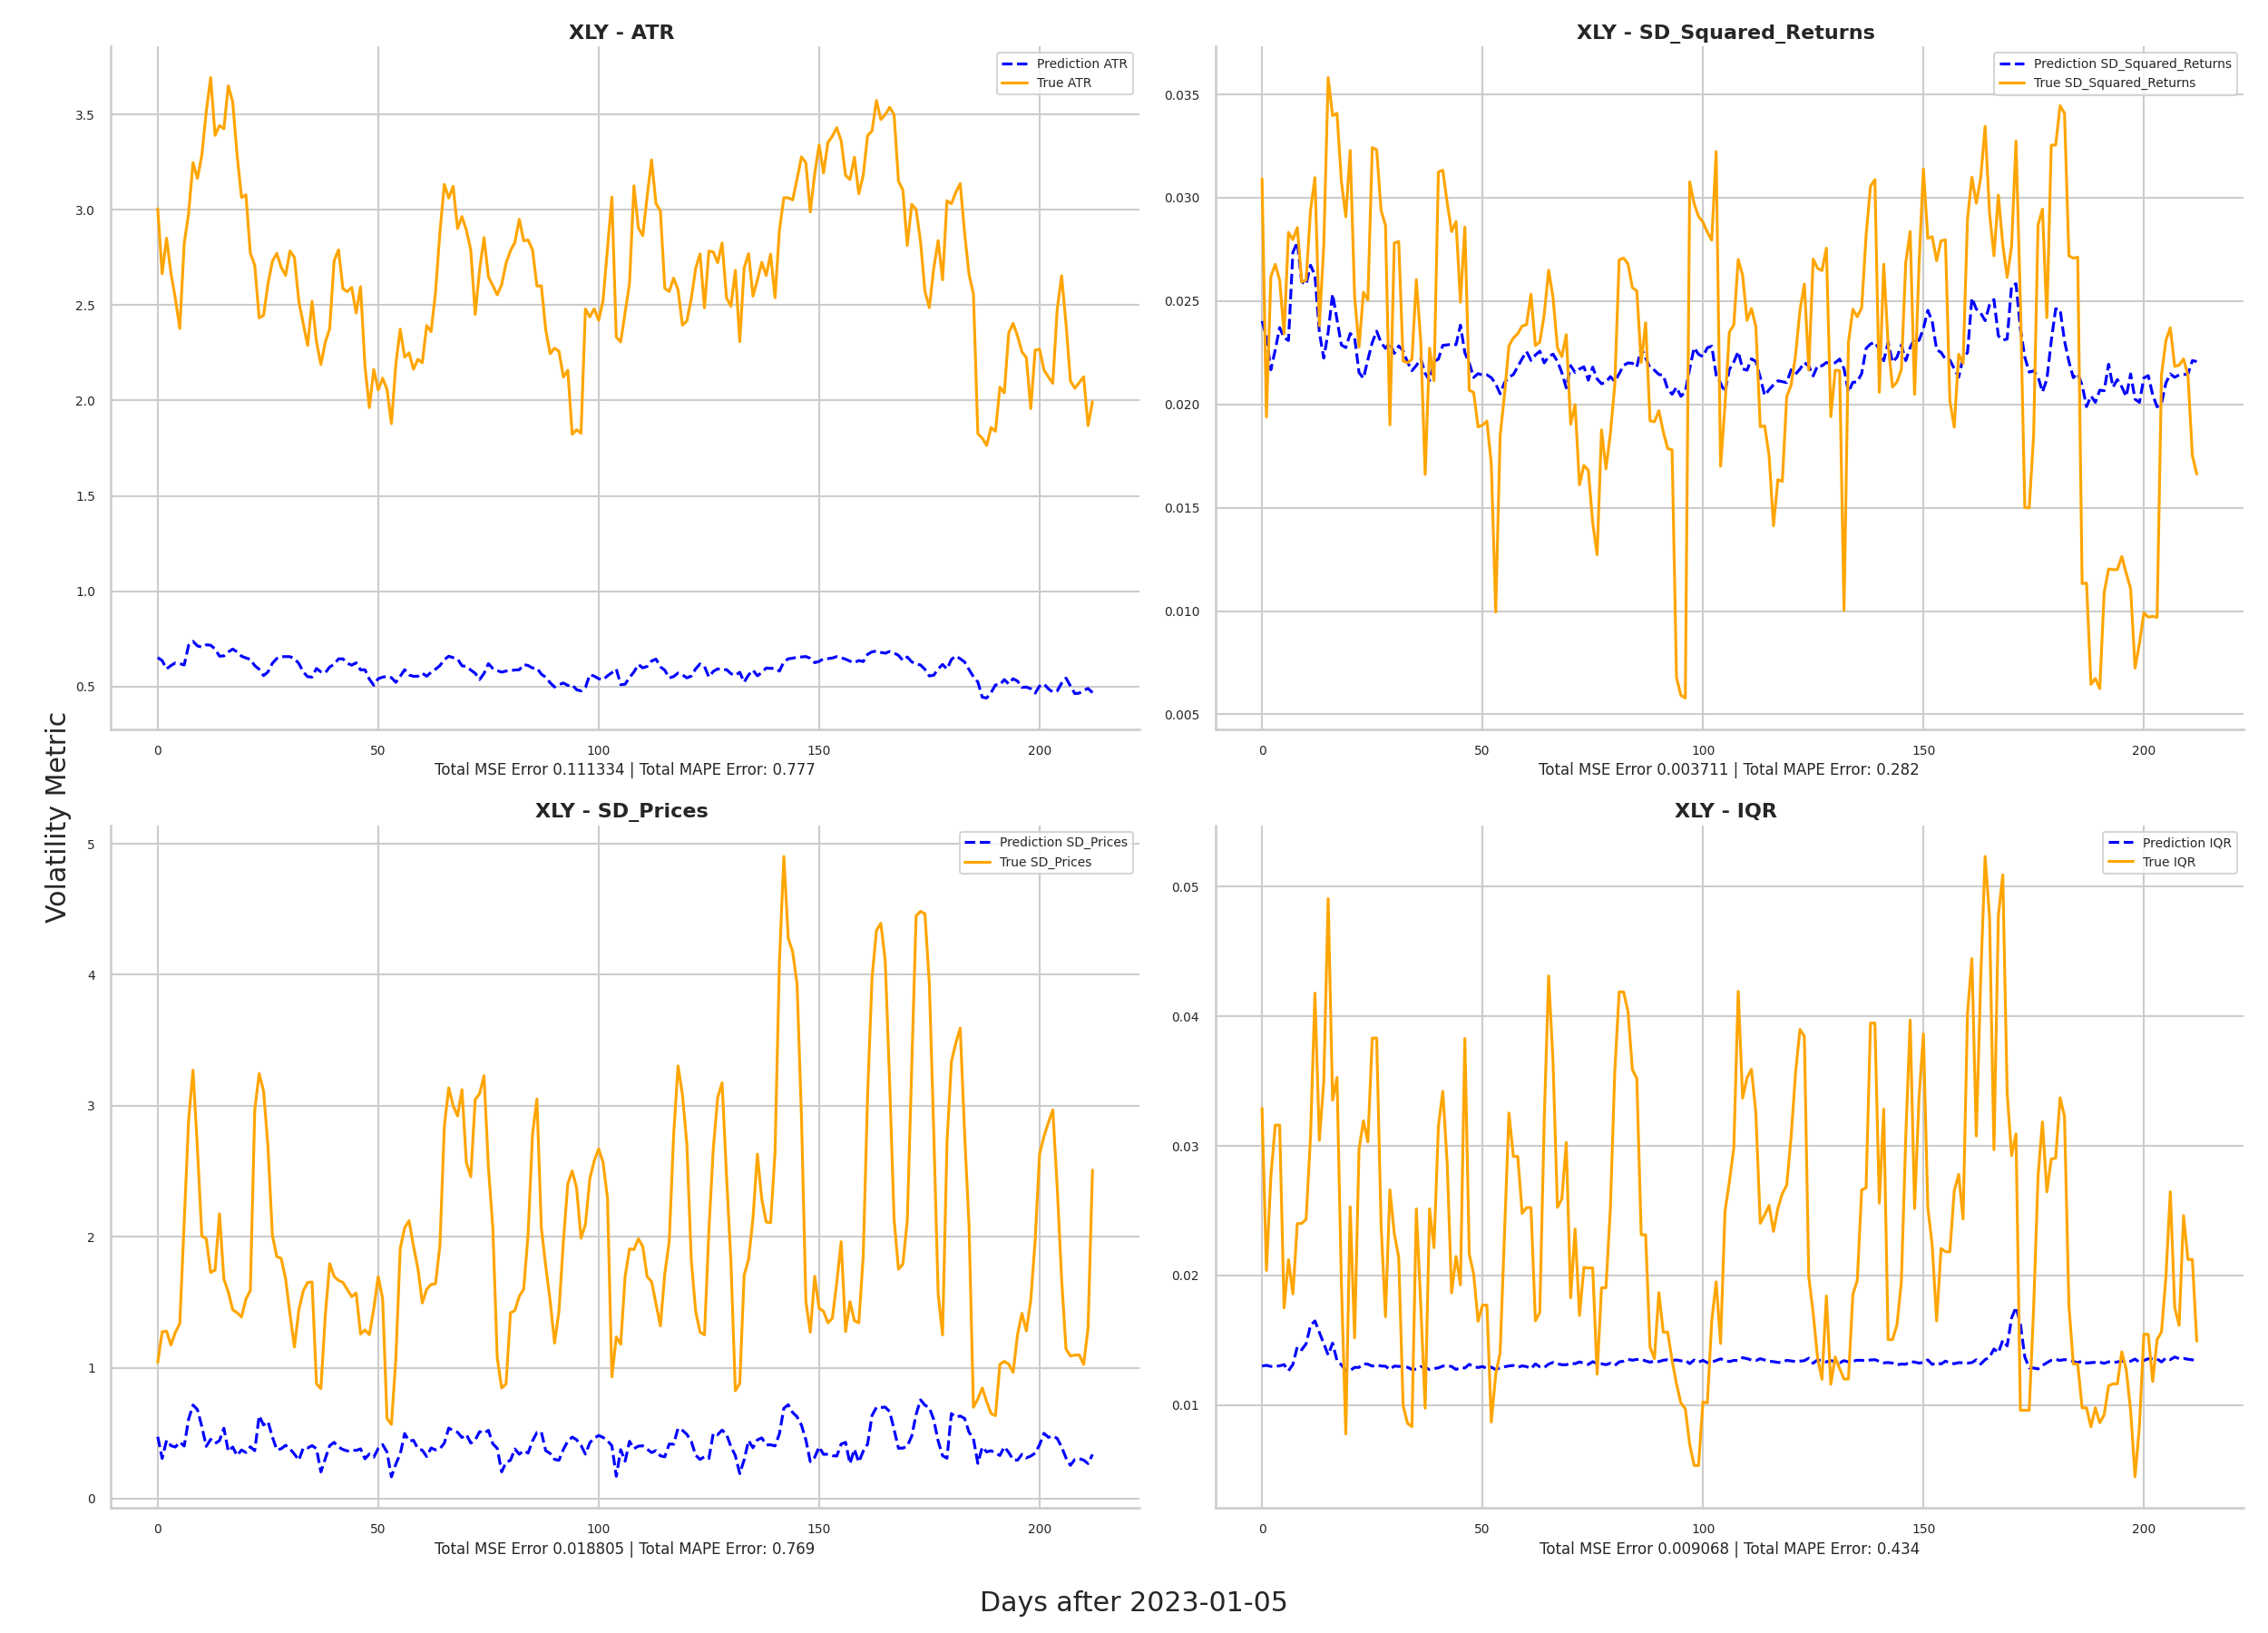 XLY - ATR
Prediction ATR
True ATR
3.5
3.0
2.5
2.0
1.5
1.0
0.5
0
50
100
150
200
Total MSE Error 0.111334 | Total MAPE Error: 0.777
XLY - SD_Squared_Returns
Prediction SD_Squared_Returns
True SD_Squared_Returns
0.035
0.030
0.025
0.020
0.015
0.010
0.005
0
50
100
150
200
Total MSE Error 0.003711 | Total MAPE Error: 0.282
Volatility Metric
XLY - SD_Prices
Prediction SD_Prices
True SD_Prices
5
4
3
2
1
0
0
50
100
150
200
Total MSE Error 0.018805 | Total MAPE Error: 0.769
XLY - IQR
Prediction IQR
True IQR
0.05
0.04
0.03
0.02
0.01
0
50
100
150
200
Total MSE Error 0.009068 | Total MAPE Error: 0.434
Days after 2023-01-05